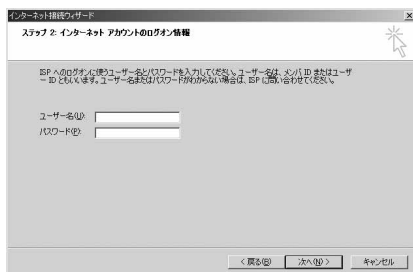 インターネット接続ウィザード
ステップ 2: インターネット アカウントのログオン情報
ISP へのログオンに使うユーザー名とパスワードを入力してください。ユーザー名は、メンバ ID またはユーザ
ー ID ともいいます。ユーザー名またはパスワードがわからない場合は、ISP に問い合わせてください。
ユーザー名(U):
パスワード(P):
< 戻る(B)
次へ(N) >
キャンセル